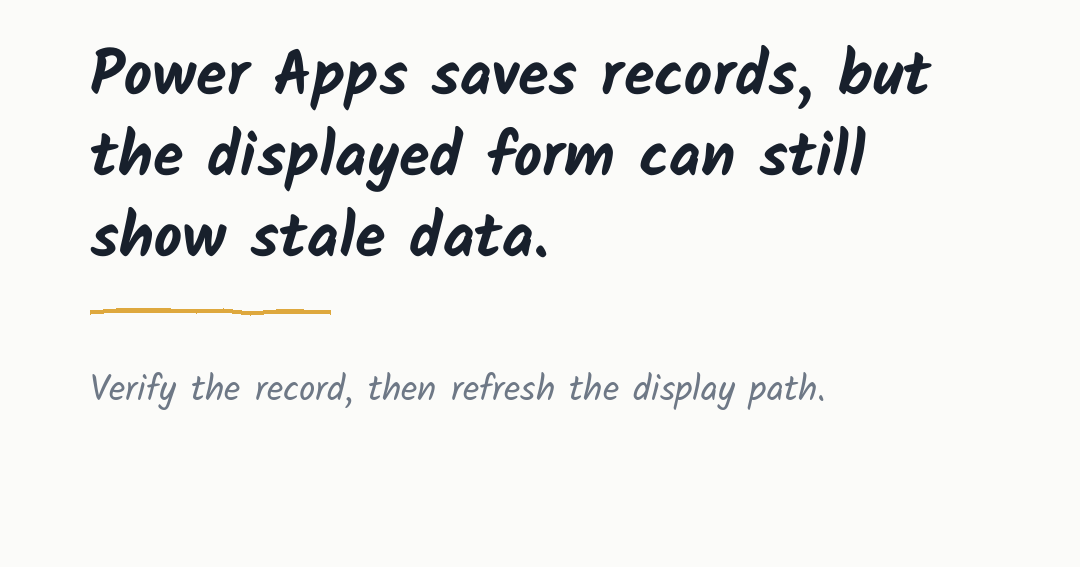 Power Apps saves records, but
the displayed form can still
show stale data.
Verify the record, then refresh the display path.